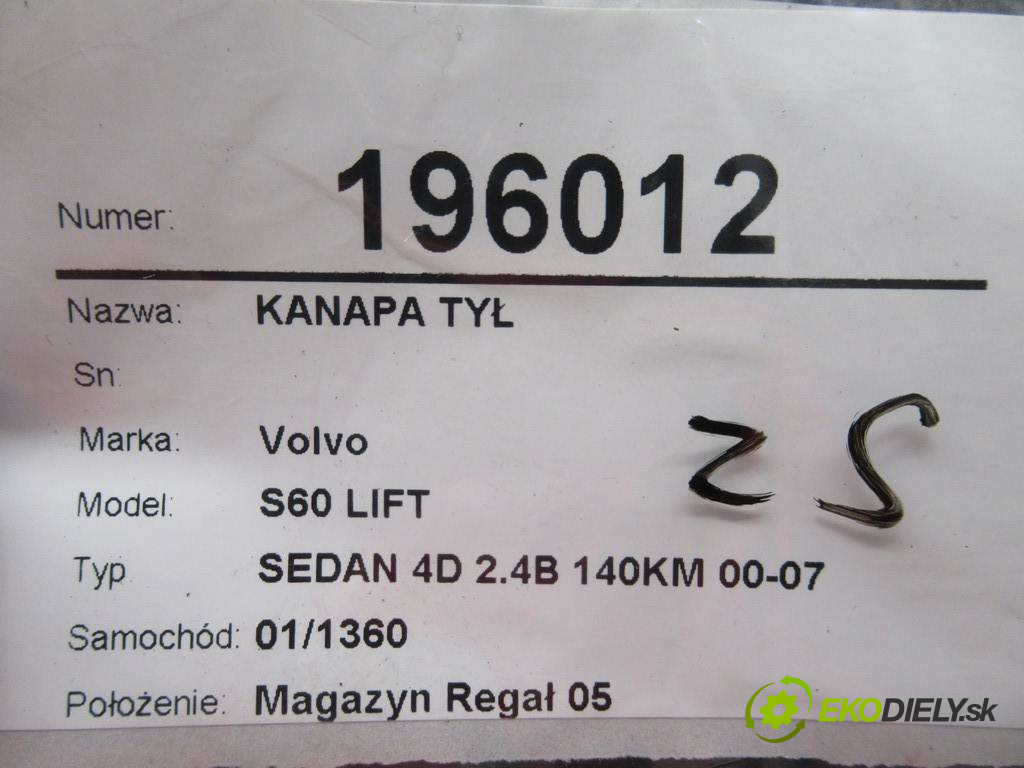 Numer: 196012
Nazwa: KANAPA TYŁ
Sn:
Marka: Volvo
Model: S60 LIFT
Typ SEDAN 4D 2.4B 140KM 00-07
Samochód: 01/1360
Położenie: Magazyn Regał 05
ZS
EKODIELY.sk